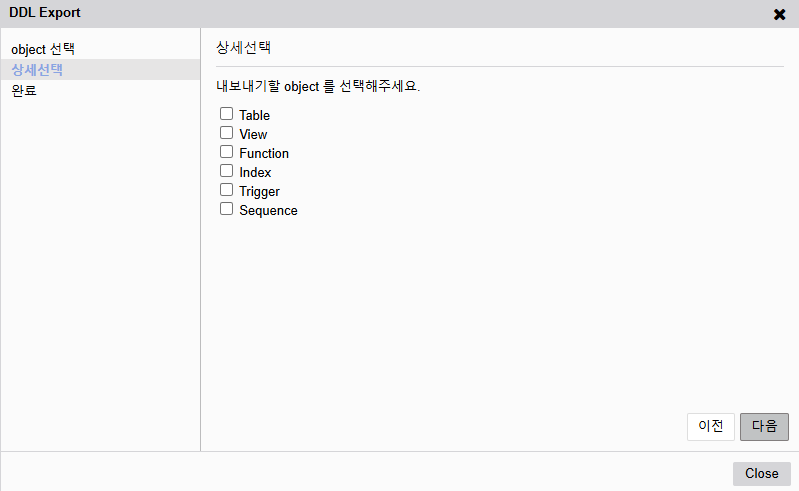 DDL Export
object 선택
상세선택
완료
상세선택
내보내기할 object 를 선택해주세요.
Table
View
Function
Index
Trigger
Sequence
이전
다음
Close